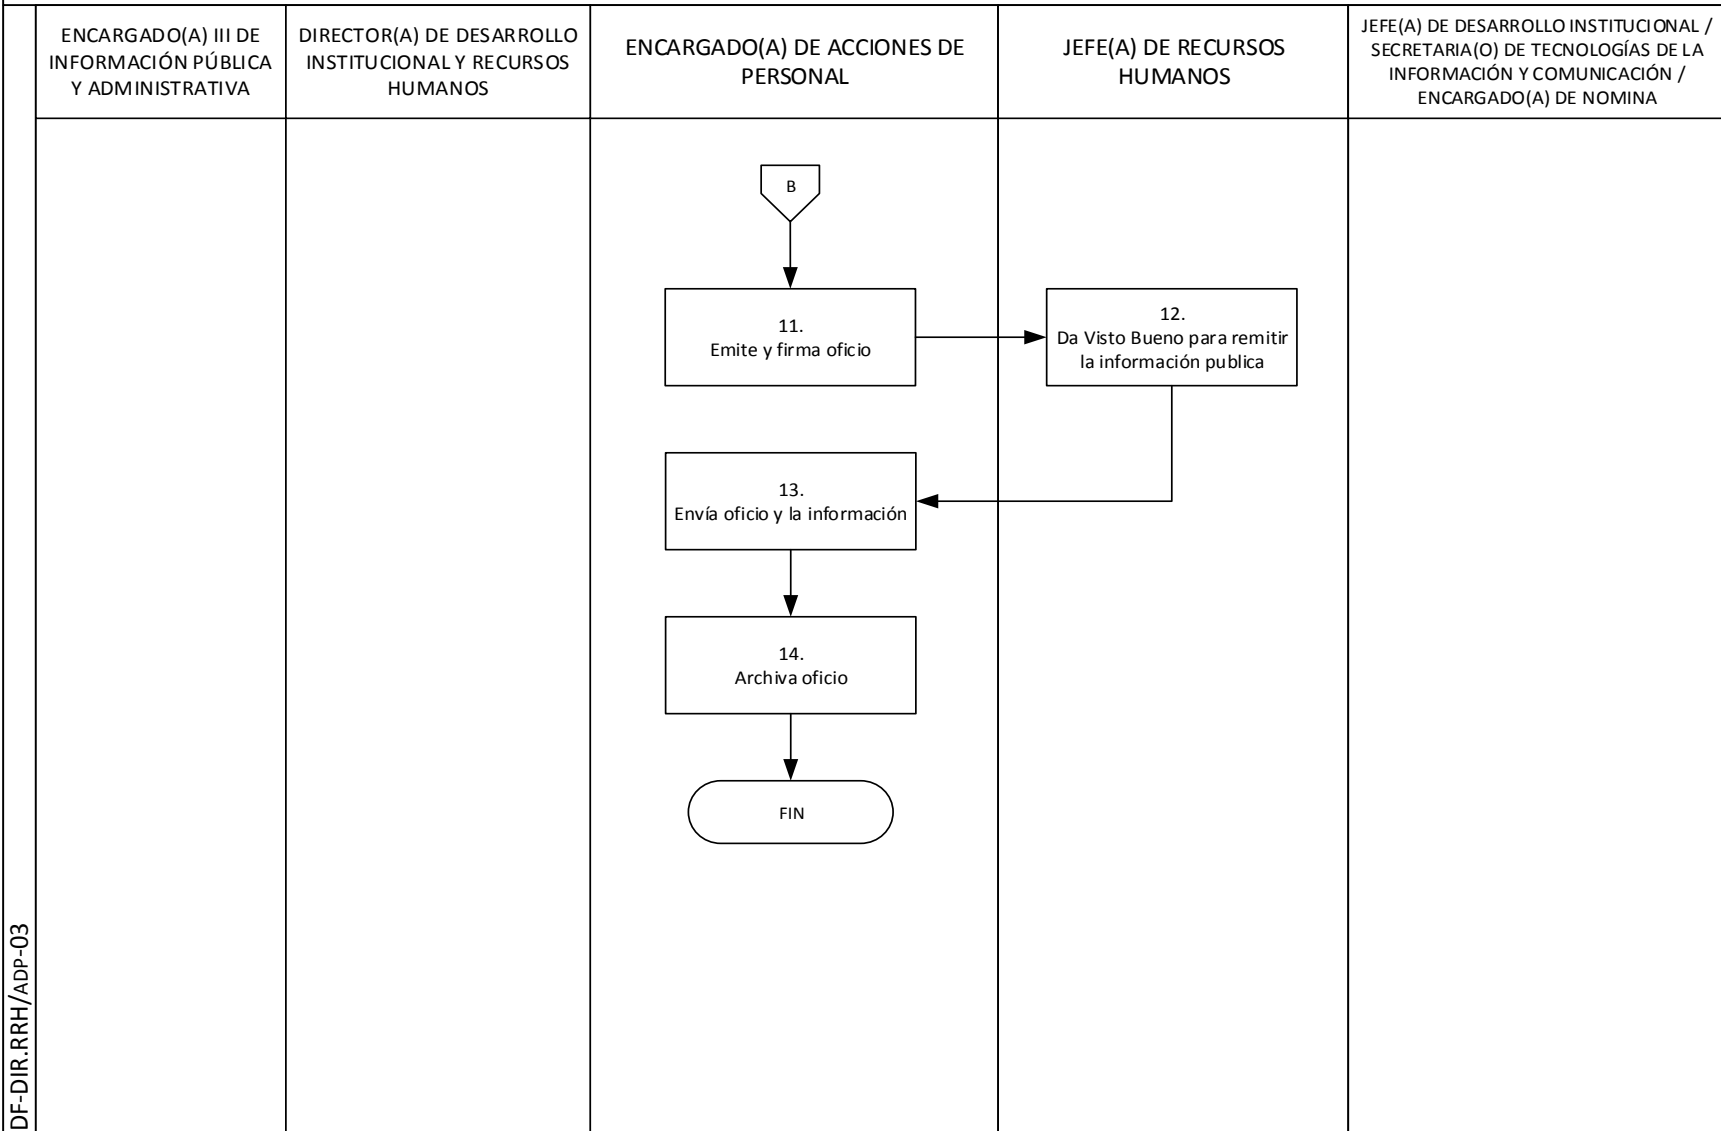 ENCARGADO(A) III DE
INFORMACIÓN PÚBLICA
Y ADMINISTRATIVA
DIRECTOR(A) DE DESARROLLO
INSTITUCIONAL Y RECURSOS
HUMANOS
ENCARGADO(A) DE ACCIONES DE
PERSONAL
JEFE(A) DE RECURSOS
HUMANOS
JEFE(A) DE DESARROLLO INSTITUCIONAL /
SECRETARIA(O) DE TECNOLOGÍAS DE LA
INFORMACIÓN Y COMUNICACIÓN /
ENCARGADO(A) DE NOMINA
B
11.
Emite y firma oficio
12.
Da Visto Bueno para remitir
la información publica
13.
Envía oficio y la información
14.
Archiva oficio
FIN
DF-DIR.RRH/ADP-03